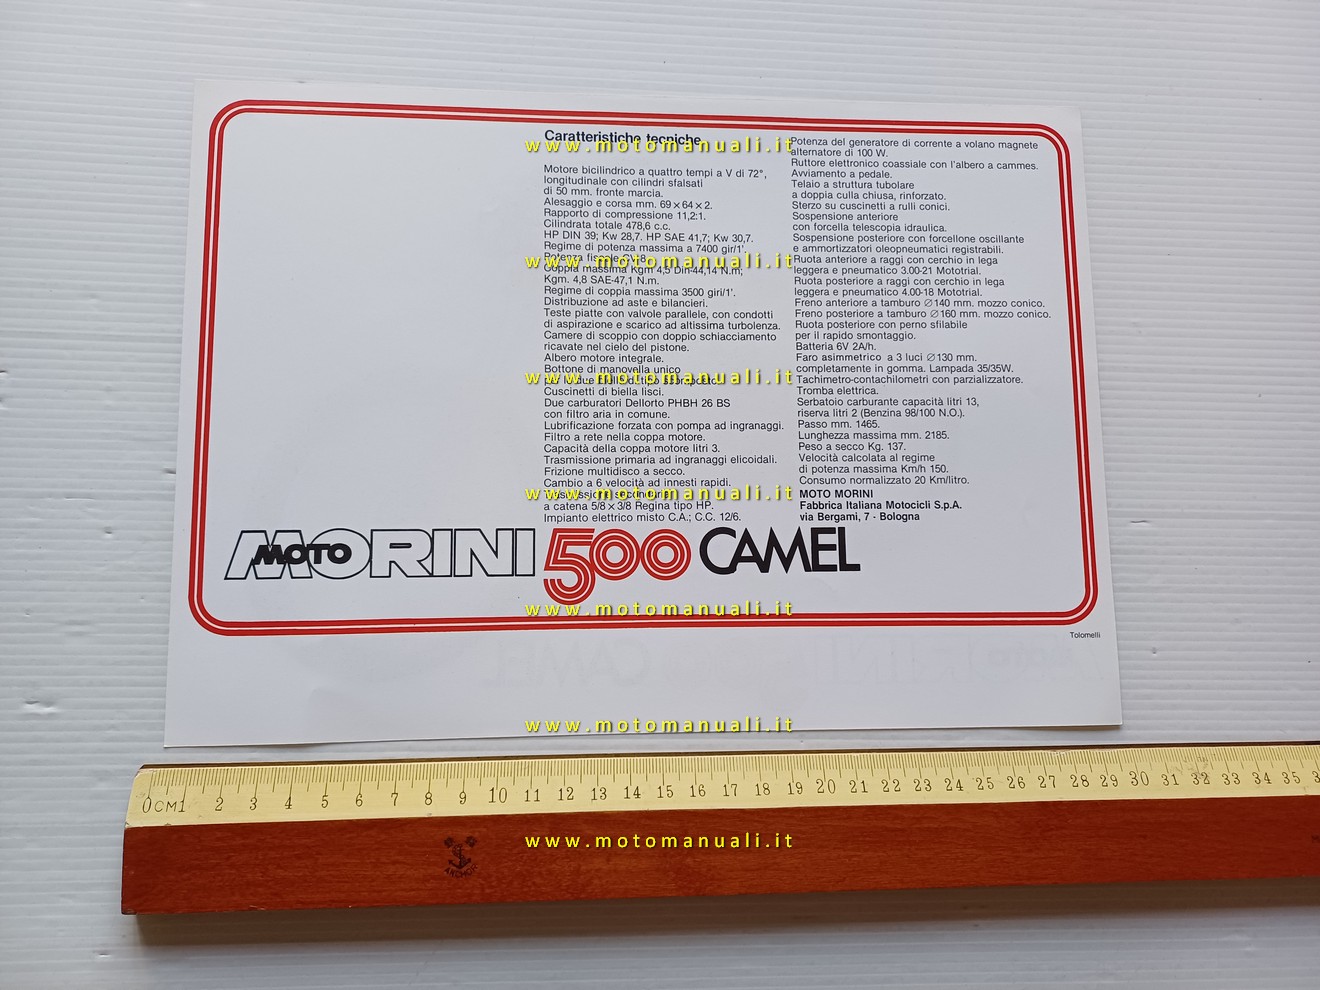 Caratteristiche tecniche
www.motomanuali.it
Motore bicilindrico a quattro tempi a V di 72°,
longitudinale con cilindri sfalsati
di 50 mm. fronte marcia.
Alesaggio e corsa mm. 69 × 64 × 2.
Rapporto di compressione 11,2:1.
Cilindrata totale 478,6 c.c.
HP DIN 39; Kw 28,7. HP SAE 41,7; Kw 30,7.
Regime di potenza massima a 7400 gir/1'.
Potenza fiscale CV 8.
www.motomanuali.it
Coppia massima Kgm 4,5 Din-44,14 N.m;
Kgm. 4,8 SAE-47,1 N.m.
Regime di coppia massima 3500 giri/1'.
Distribuzione ad aste e bilancieri.
Teste piatte con valvole parallele, con condotti
di aspirazione e scarico ad altissima turbolenza.
Camere di scoppio con doppio schiacciamento
ricavate nel cielo del pistone.
Albero motore integrale.
Bottone di manovella unico
www.motomanuali.it
Cuscinetti di biella lisci.
Due carburatori Dellorto PHBH 26 BS
con filtro aria in comune.
Lubrificazione forzata con pompa ad ingranaggi.
Filtro a rete nella coppa motore.
Capacità della coppa motore litri 3.
Trasmissione primaria ad ingranaggi elicoidali.
Frizione multidisco a secco.
Cambio a 6 velocità ad innesti rapidi.
Trasmissione secondaria
www.motomanuali.it
a catena 5/8 × 3/8 Regina tipo HP.
Impianto elettrico misto C.A.; C.C. 12/6.
Potenza del generatore di corrente a volano magnete
alternatore di 100 W.
Ruttore elettronico coassiale con l'albero a cammes.
Avviamento a pedale.
Telaio a struttura tubolare
a doppia culla chiusa, rinforzato.
Sterzo su cuscinetti a rulli conici.
Sospensione anteriore
con forcella telescopia idraulica.
Sospensione posteriore con forcellone oscillante
e ammortizzatori oleopneumatici registrabili.
Ruota anteriore a raggi con cerchio in lega
leggera e pneumatico 3.00-21 Mototrial.
Ruota posteriore a raggi con cerchio in lega
leggera e pneumatico 4.00-18 Mototrial.
Freno anteriore a tamburo ∅ 140 mm. mozzo conico.
Freno posteriore a tamburo ∅ 160 mm. mozzo conico.
Ruota posteriore con perno sfilabile
per il rapido smontaggio.
Batteria 6V 2A/h.
Faro asimmetrico a 3 luci ∅ 130 mm.
completamente in gomma. Lampada 35/35W.
Tachimetro-contachilometri con parzializzatore.
Tromba elettrica.
Serbatoio carburante capacità litri 13,
riserva litri 2 (Benzina 98/100 N.O.).
Passo mm. 1465.
Lunghezza massima mm. 2185.
Peso a secco Kg. 137.
Velocità calcolata al regime
di potenza massima Km/h 150.
Consumo normalizzato 20 Km/litro.
MOTO MORINI
Fabbrica Italiana Motocicli S.p.A.
via Bergami, 7 - Bologna
MOTO MORINI 500 CAMEL
www.motomanuali.it
Tolomelli
www.motomanuali.it
0 CM 1 2 3 4 5 6 7 8 9 10 11 12 13 14 15 16 17 18 19 20 21 22 23 24 25 26 27 28 29 30 31 32 33 34 35
www.motomanuali.it
ANCHOR